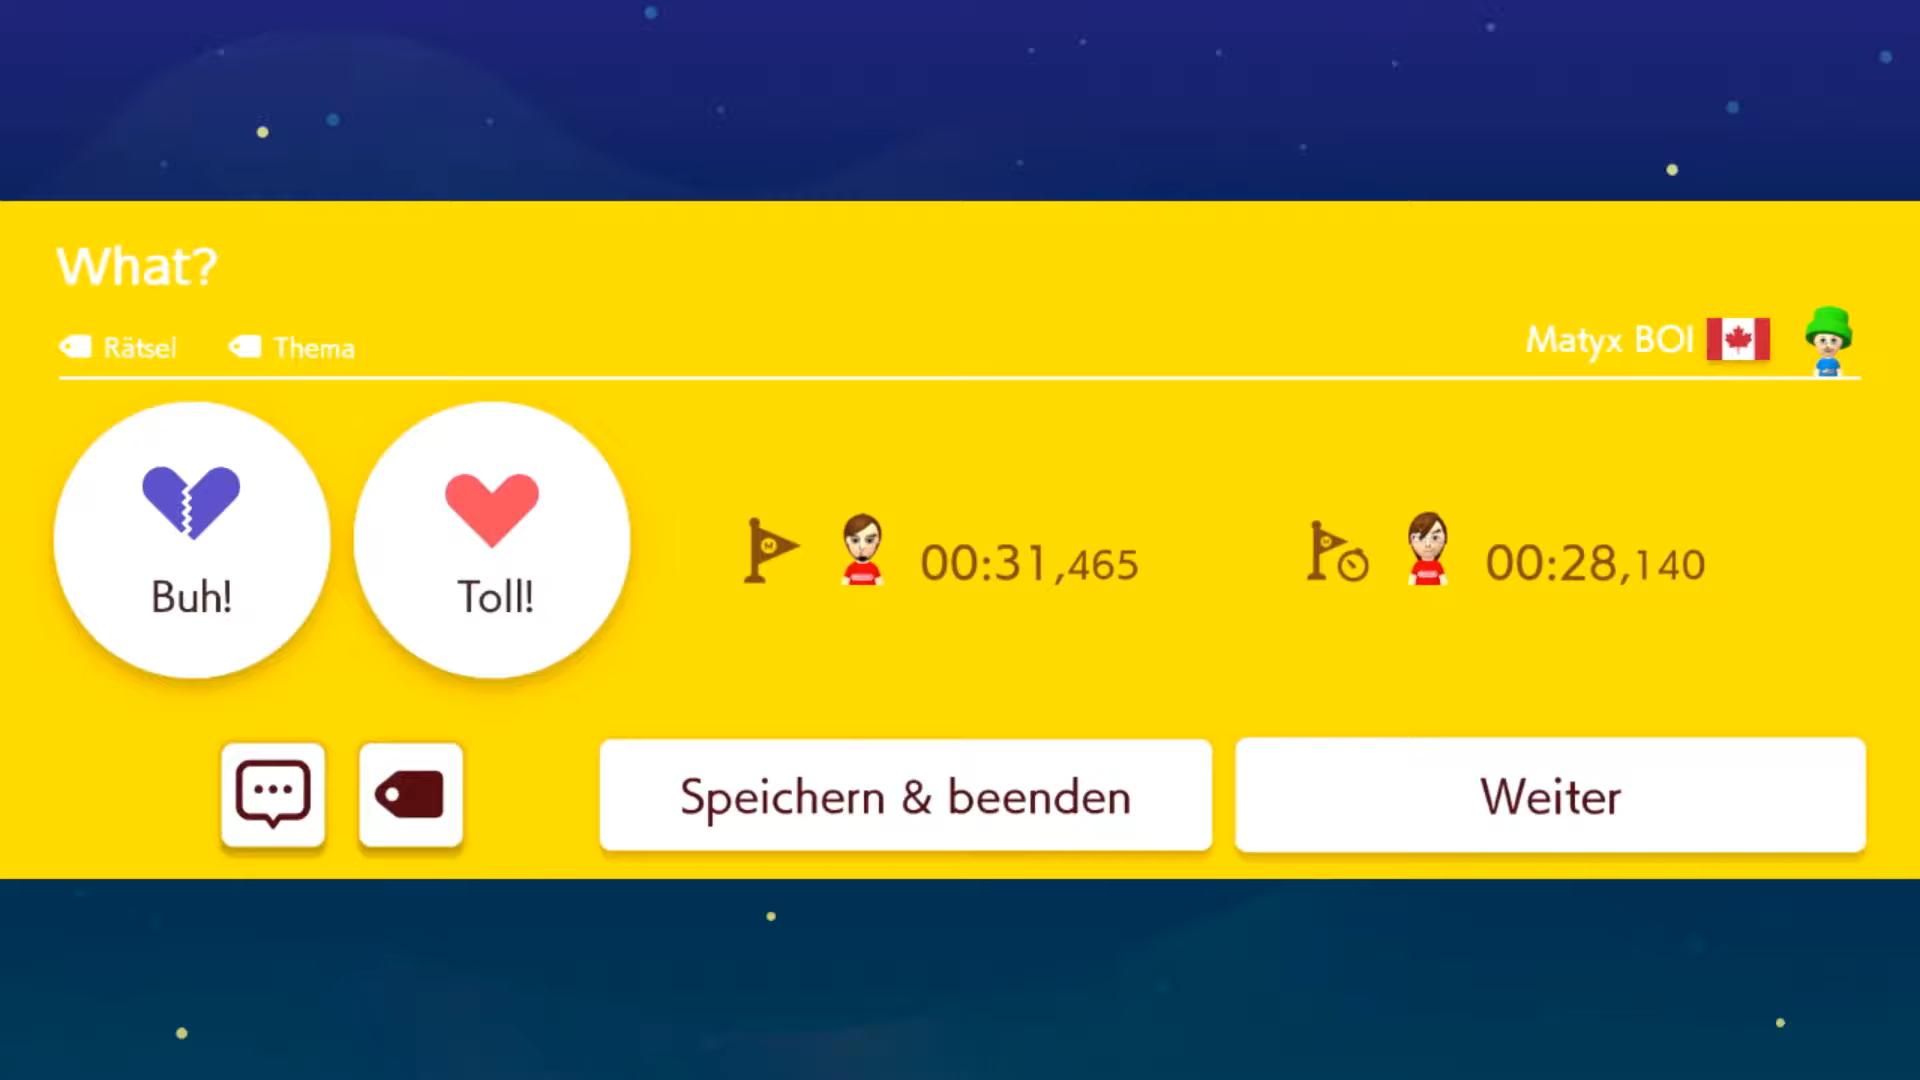 What?
Rätsel Thema
Matyx BOI
Buh! Toll!
00:31,465 00:28,140
Speichern & beenden Weiter